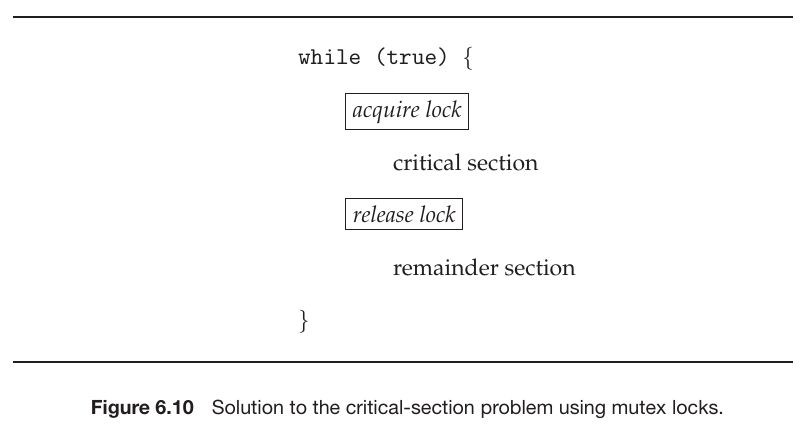 while (true) {
acquire lock
critical section
release lock
remainder section
}
Figure 6.10 Solution to the critical-section problem using mutex locks.